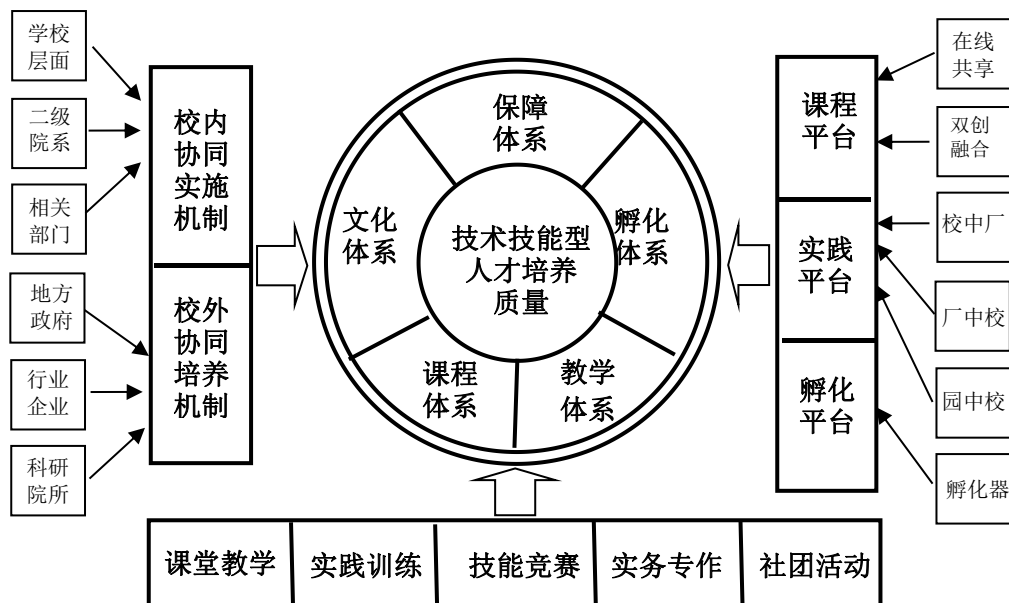 学校
层面
二级
院系
相关
部门
地方
政府
行业
企业
科研
院所
校内
协同
实施
机制
校外
协同
培养
机制
保障
体系
文化
体系
孵化
体系
技术技能型
人才培养
质量
课程
体系
教学
体系
课程
平台
实践
平台
孵化
平台
在线
共享
双创
融合
校中厂
厂中校
园中校
孵化器
课堂教学
实践训练
技能竞赛
实务专作
社团活动